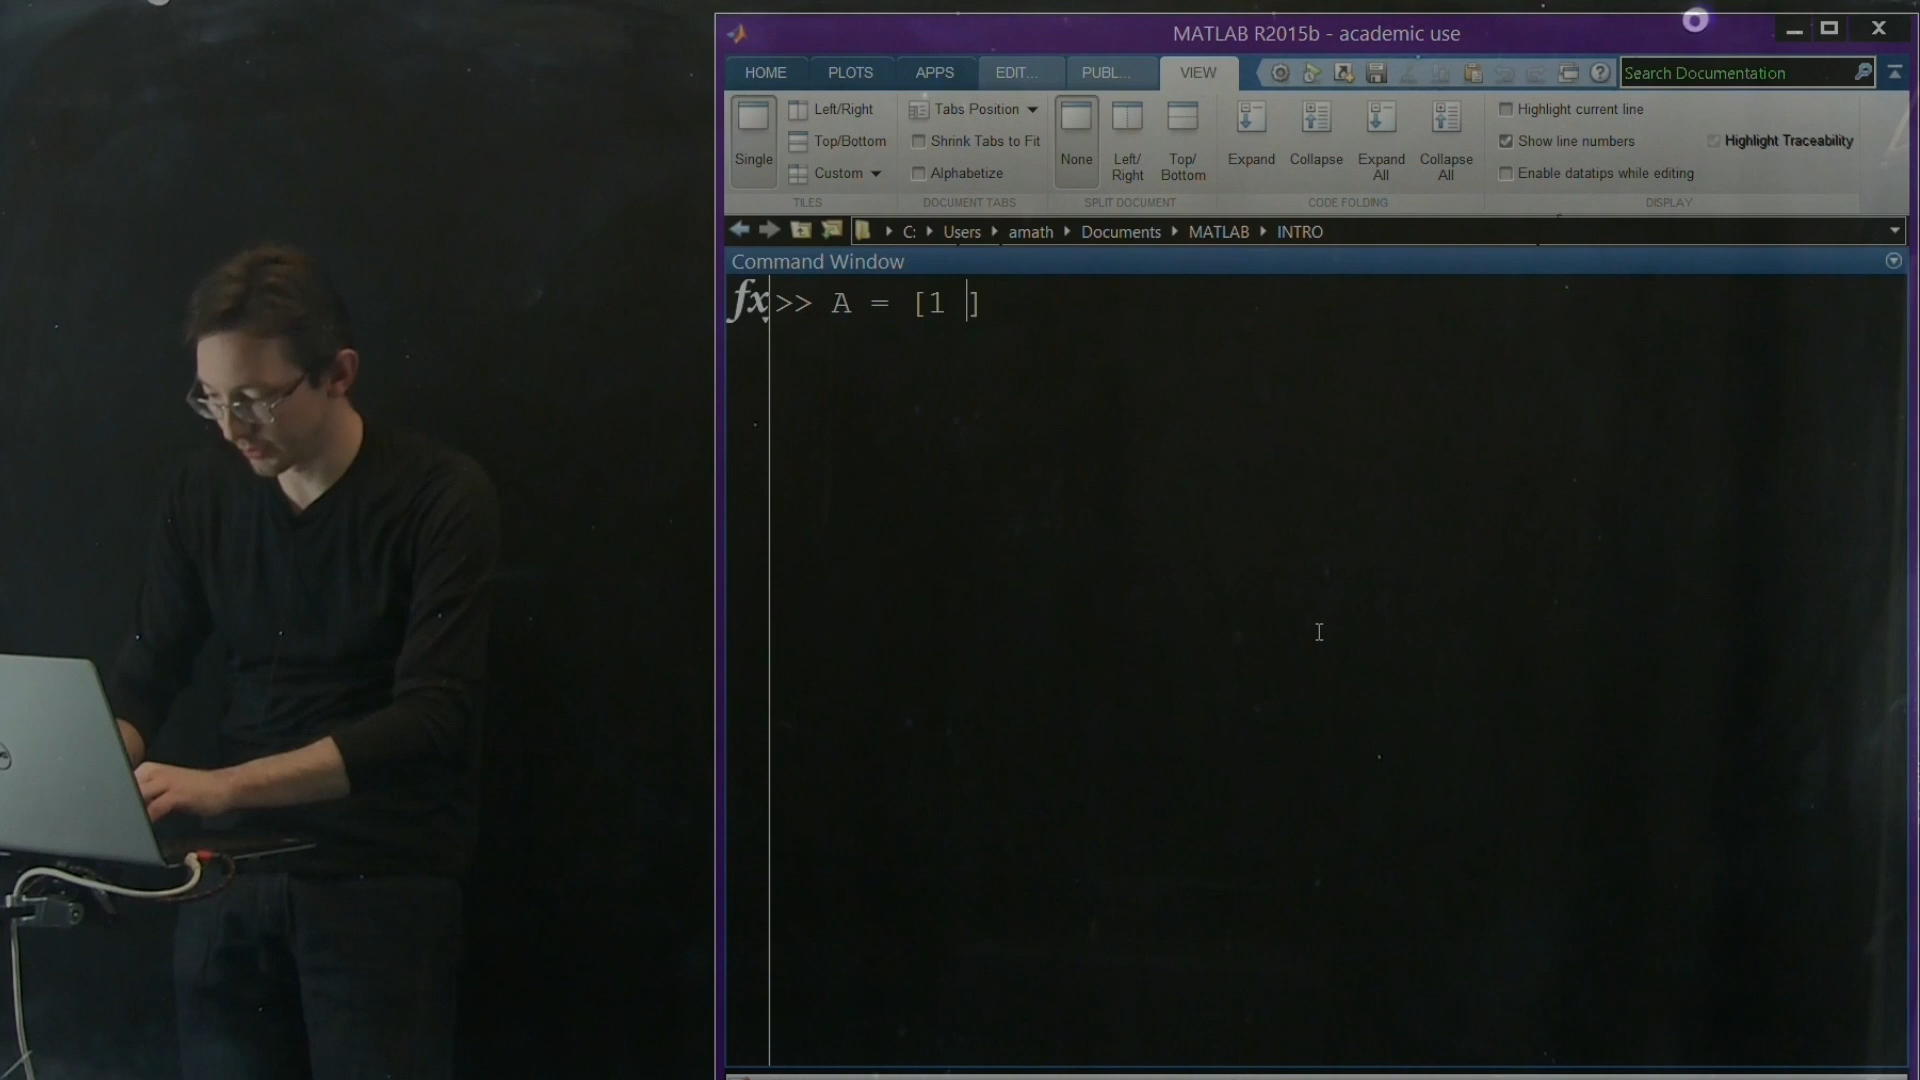 MATLAB R2015b - academic use
HOME PLOTS APPS EDIT... PUBL... VIEW Search Documentation
Left/Right Tabs Position Highlight current line
Single Top/Bottom Shrink Tabs to Fit None Left/Right Top/Bottom Expand Collapse Expand All Collapse All Show line numbers Highlight Traceability
Custom Alphabetize Enable datatips while editing
TILES DOCUMENT TABS SPLIT DOCUMENT CODE FOLDING DISPLAY
C: Users amath Documents MATLAB INTRO
Command Window
fx >> A = [1 ]